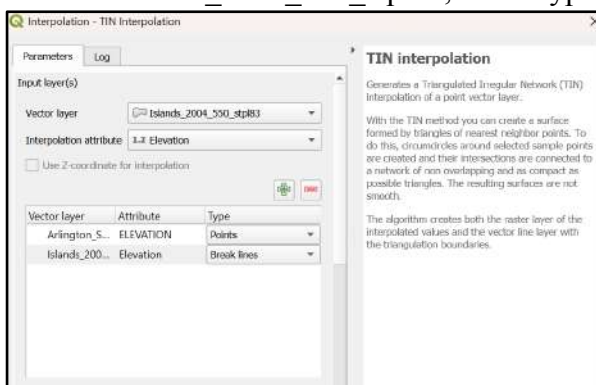 Interpolation - TIN Interpolation
Parameters Log
Input layer(s)
Vector layer Islands_2004_550_stpl83
Interpolation attribute 1.2 Elevation
Use Z-coordinate for interpolation
Vector layer Attribute Type
Arlington_S... ELEVATION Points
Islands_200... Elevation Break lines
TIN interpolation
Generates a Triangulated Irregular Network (TIN)
interpolation of a point vector layer.
With the TIN method you can create a surface
formed by triangles of nearest neighbor points. To
do this, circumcircles around selected sample points
are created and their intersections are connected to
a network of non overlapping and as compact as
possible triangles. The resulting surfaces are not
smooth.
The algorithm creates both the raster layer of the
interpolated values and the vector line layer with
the triangulation boundaries.